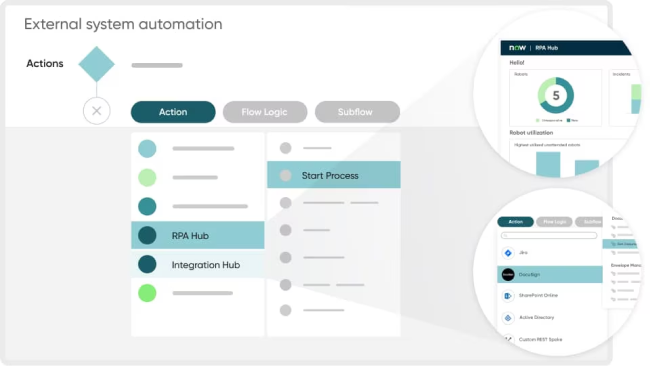 External system automation
Actions
Action
Flow Logic
Subflow
RPA Hub
Integration Hub
Start Process
now | RPA Hub
Hello!
Robots
Incidents
5
Robot utilization
Highest utilized unattended robots
Action
Flow Logic
Subflow
Jira
DocuSign
SharePoint Online
Active Directory
Custom REST Spoke